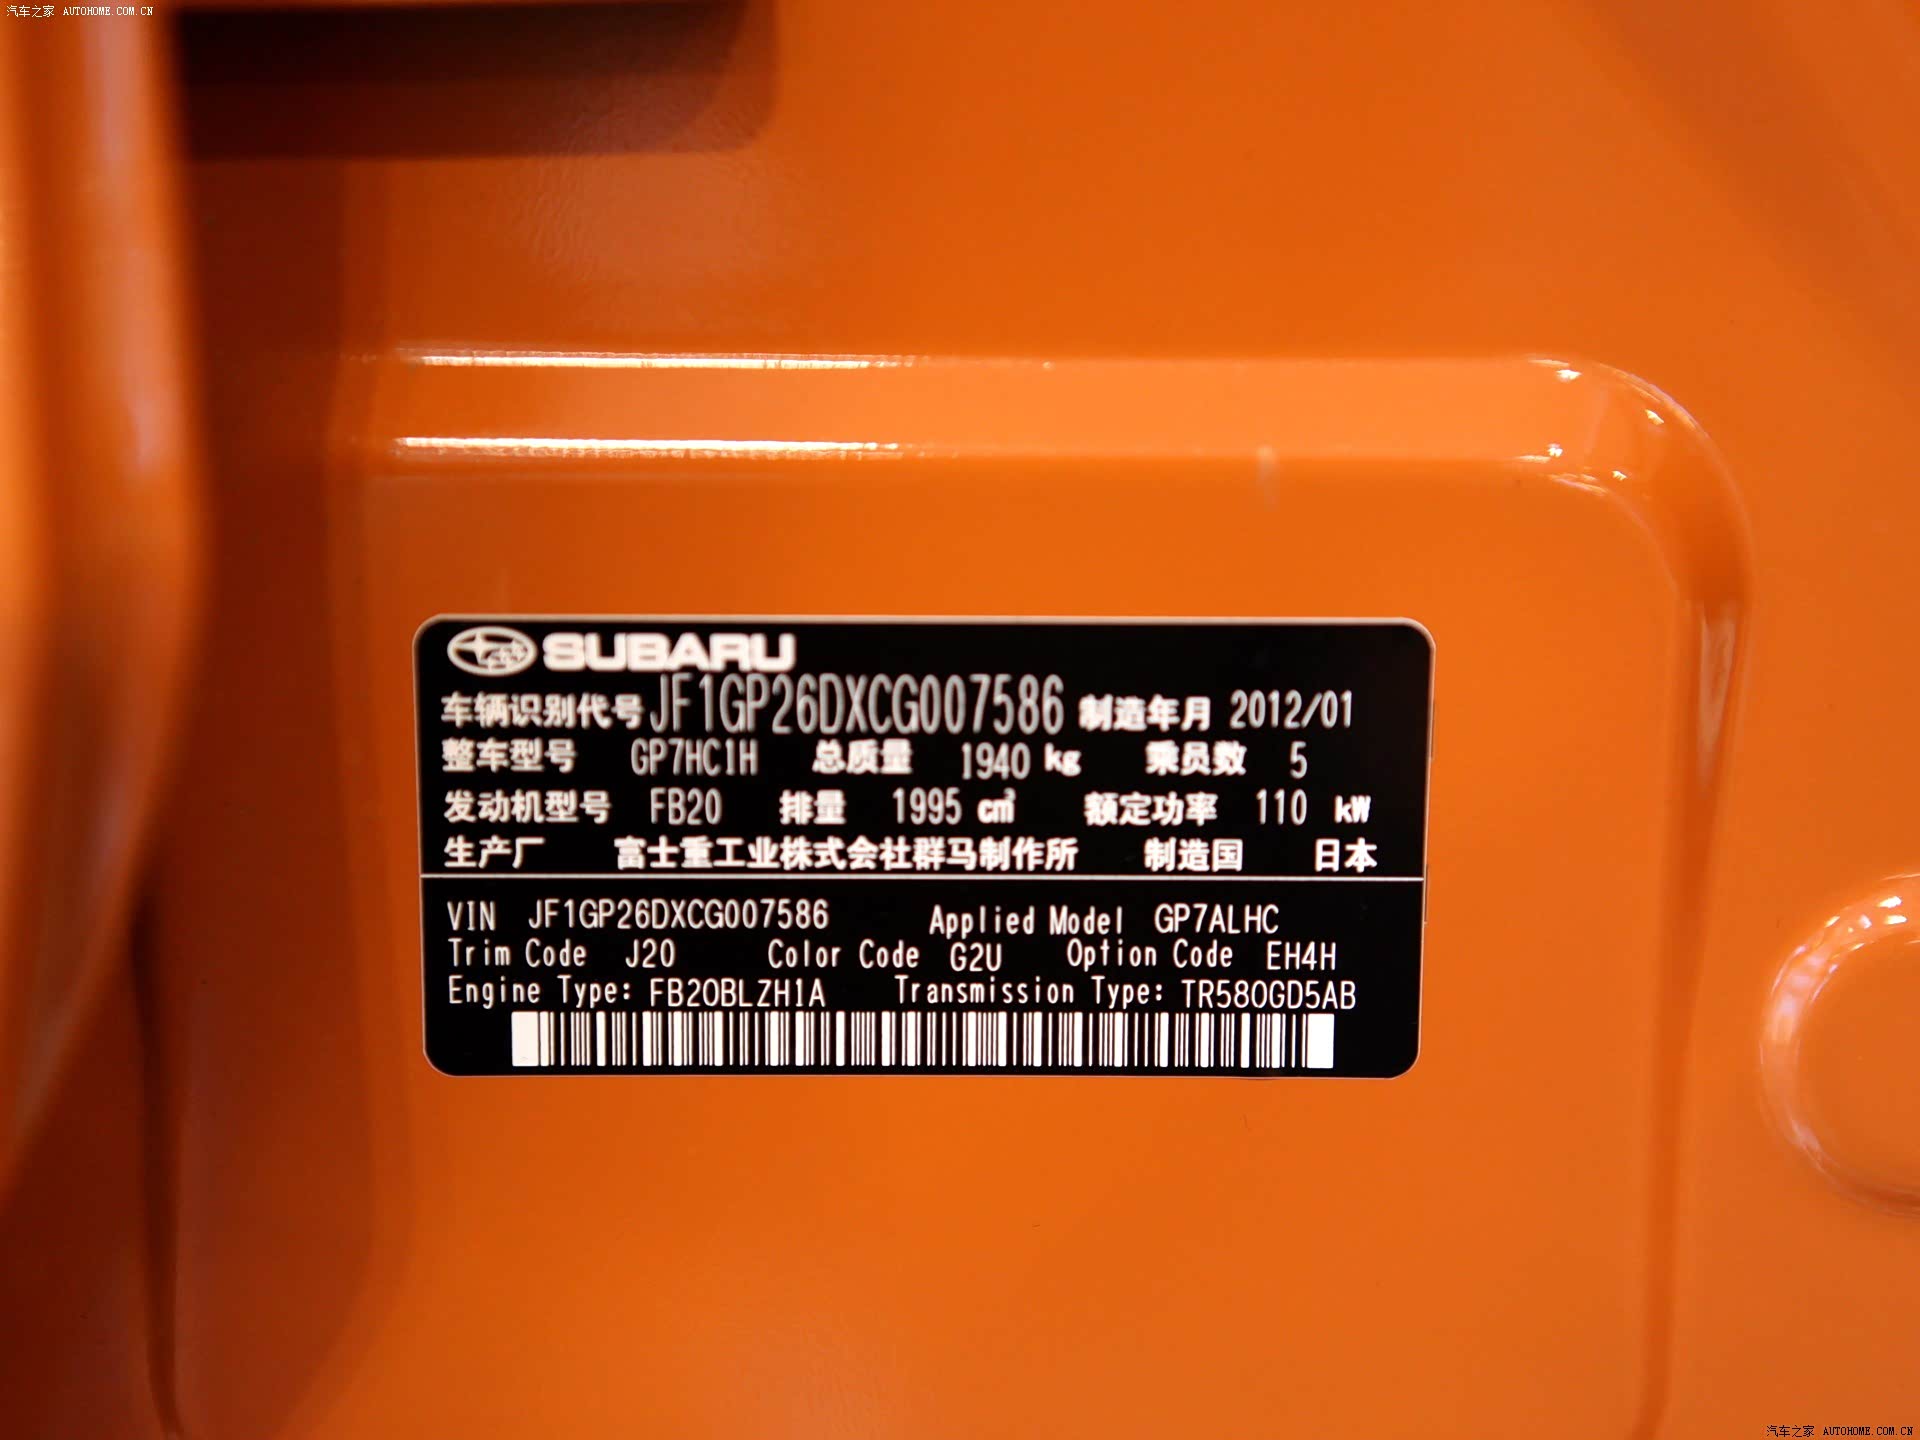 汽车之家 AUTOHOME.COM.CN
SUBARU
车辆识别代号 JF1GP26DXCG007586 制造年月 2012/01
整车型号 GP7HC1H 总质量 1940 kg 乘员数 5
发动机型号 FB20 排量 1995 cm³ 额定功率 110 kW
生产厂 富士重工业株式会社群马制作所 制造国 日本
VIN JF1GP26DXCG007586 Applied Model GP7ALHC
Trim Code J20 Color Code G2U Option Code EH4H
Engine Type: FB20BLZH1A Transmission Type: TR580GD5AB
汽车之家 AUTOHOME.COM.CN